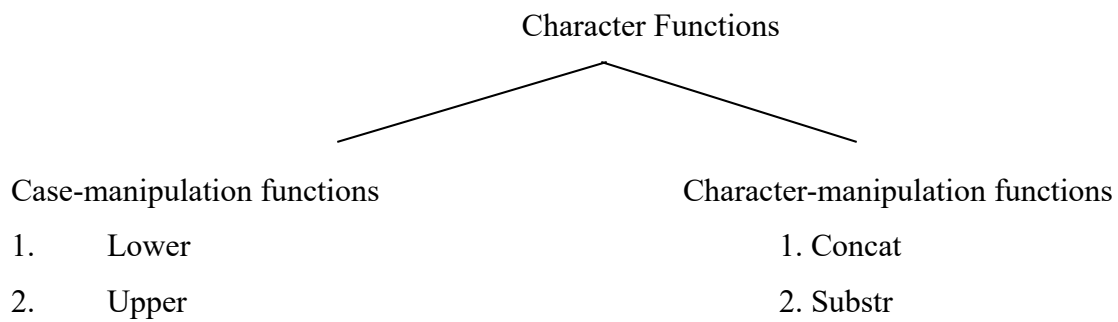 Character Functions
Case-manipulation functions
1. Lower
2. Upper
Character-manipulation functions
1. Concat
2. Substr